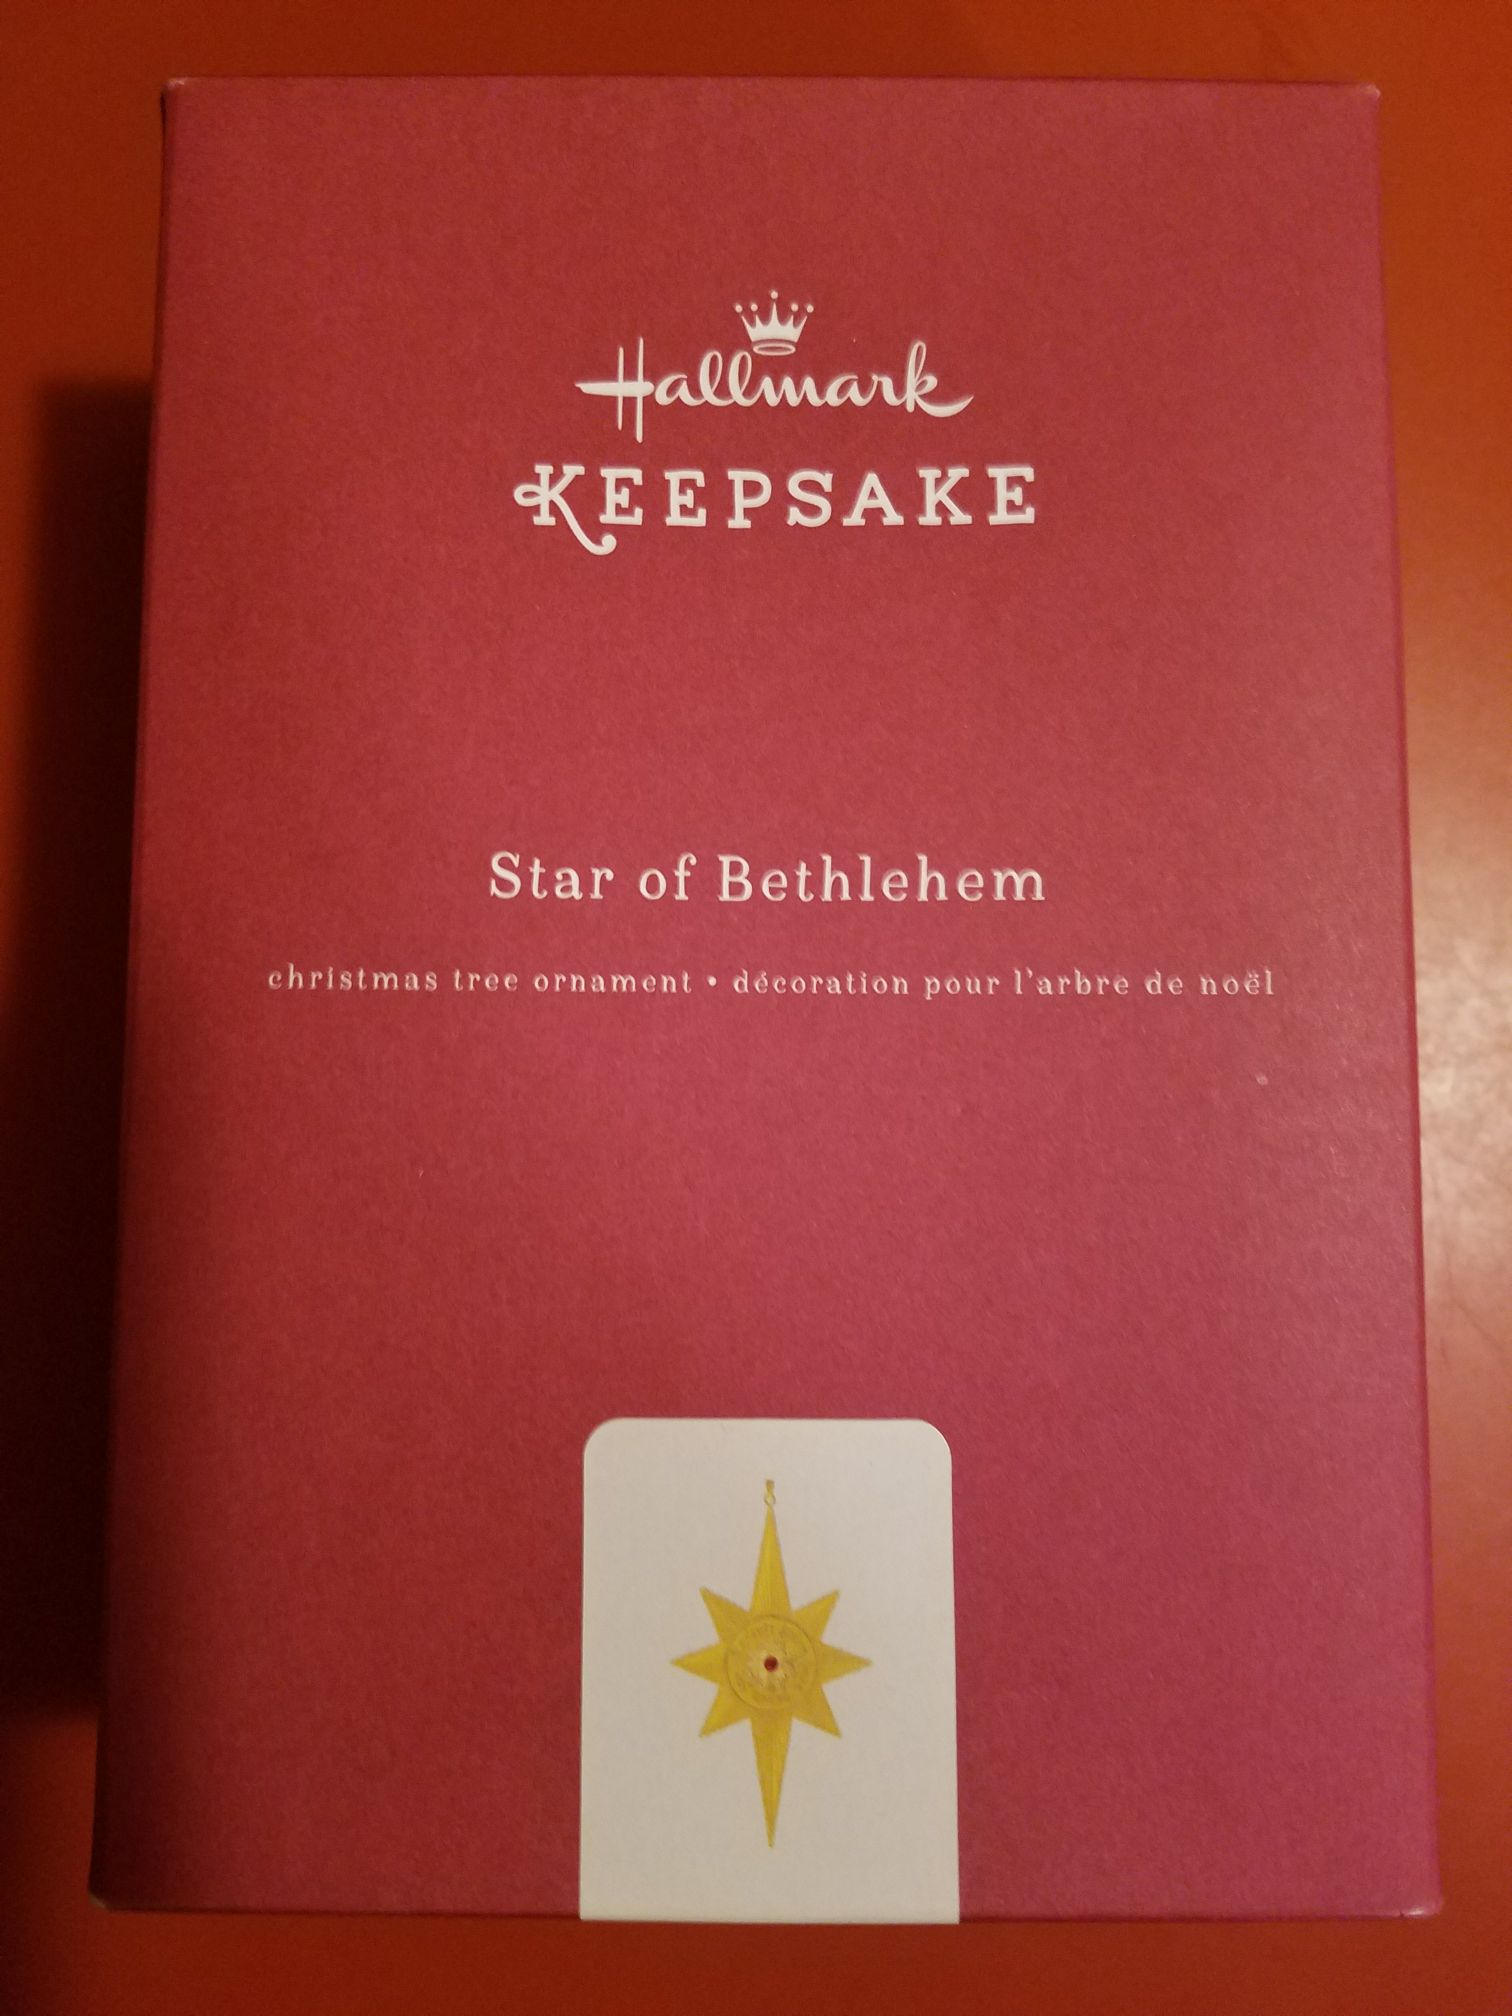 Hallmark
KEEPSAKE
Star of Bethlehem
christmas tree ornament • décoration pour l'arbre de noël